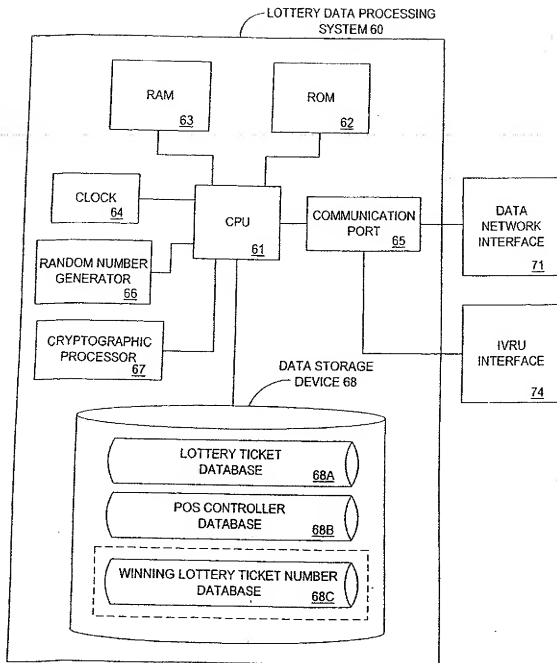 LOTTERY DATA PROCESSING
SYSTEM 60
RAM
63
ROM
62
CLOCK
64
CPU
61
COMMUNICATION
PORT
65
DATA
NETWORK
INTERFACE
71
RANDOM NUMBER
GENERATOR
66
CRYPTOGRAPHIC
PROCESSOR
67
IVRU
INTERFACE
74
DATA STORAGE
DEVICE 68
LOTTERY TICKET
DATABASE
68A
POS CONTROLLER
DATABASE
68B
WINNING LOTTERY TICKET NUMBER
DATABASE
68C